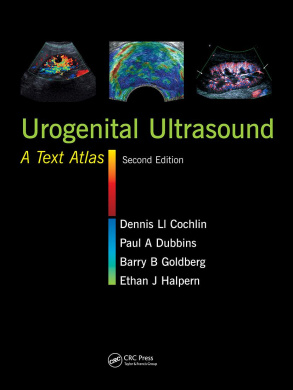 Urogenital Ultrasound
A Text Atlas
Second Edition
Dennis Ll Cochlin
Paul A Dubbins
Barry B Goldberg
Ethan J Halpern
CRC
CRC Press
Taylor & Francis Group